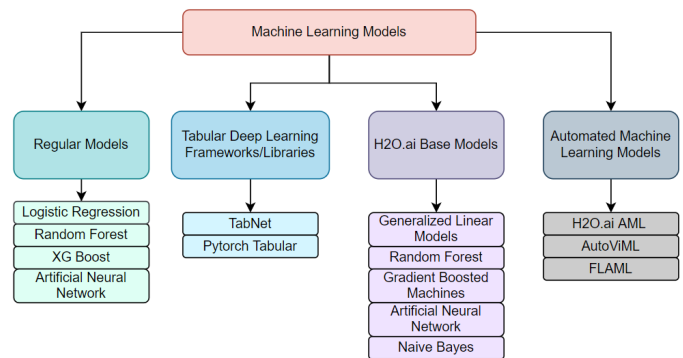 Machine Learning Models
Regular Models
Tabular Deep Learning
Frameworks/Libraries
H2O.ai Base Models
Automated Machine
Learning Models
Logistic Regression
Random Forest
XG Boost
Artificial Neural
Network
TabNet
Pytorch Tabular
Generalized Linear
Models
Random Forest
Gradient Boosted
Machines
Artificial Neural
Network
Naive Bayes
H2O.ai AML
AutoViML
FLAML